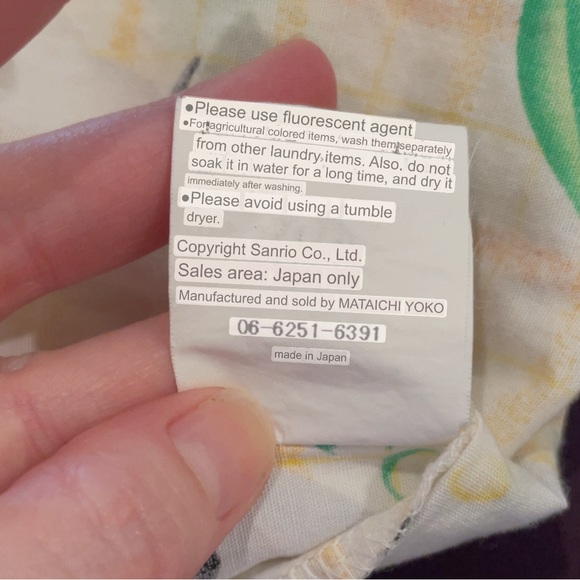 •Please use fluorescent agent
•For agricultural colored items, wash them separately
from other laundry items. Also, do not
soak it in water for a long time, and dry it
immediately after washing.
•Please avoid using a tumble
dryer.
Copyright Sanrio Co., Ltd.
Sales area: Japan only
Manufactured and sold by MATAICHI YOKO
06-6251-6391
made in Japan